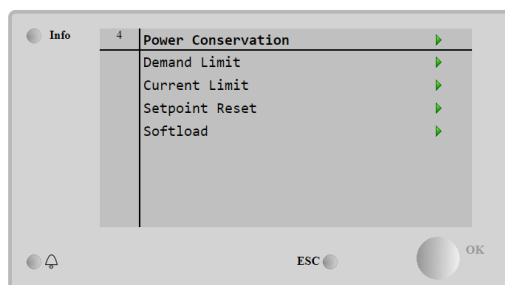 Info
4 Power Conservation
Demand Limit
Current Limit
Setpoint Reset
Softload
ESC
OK